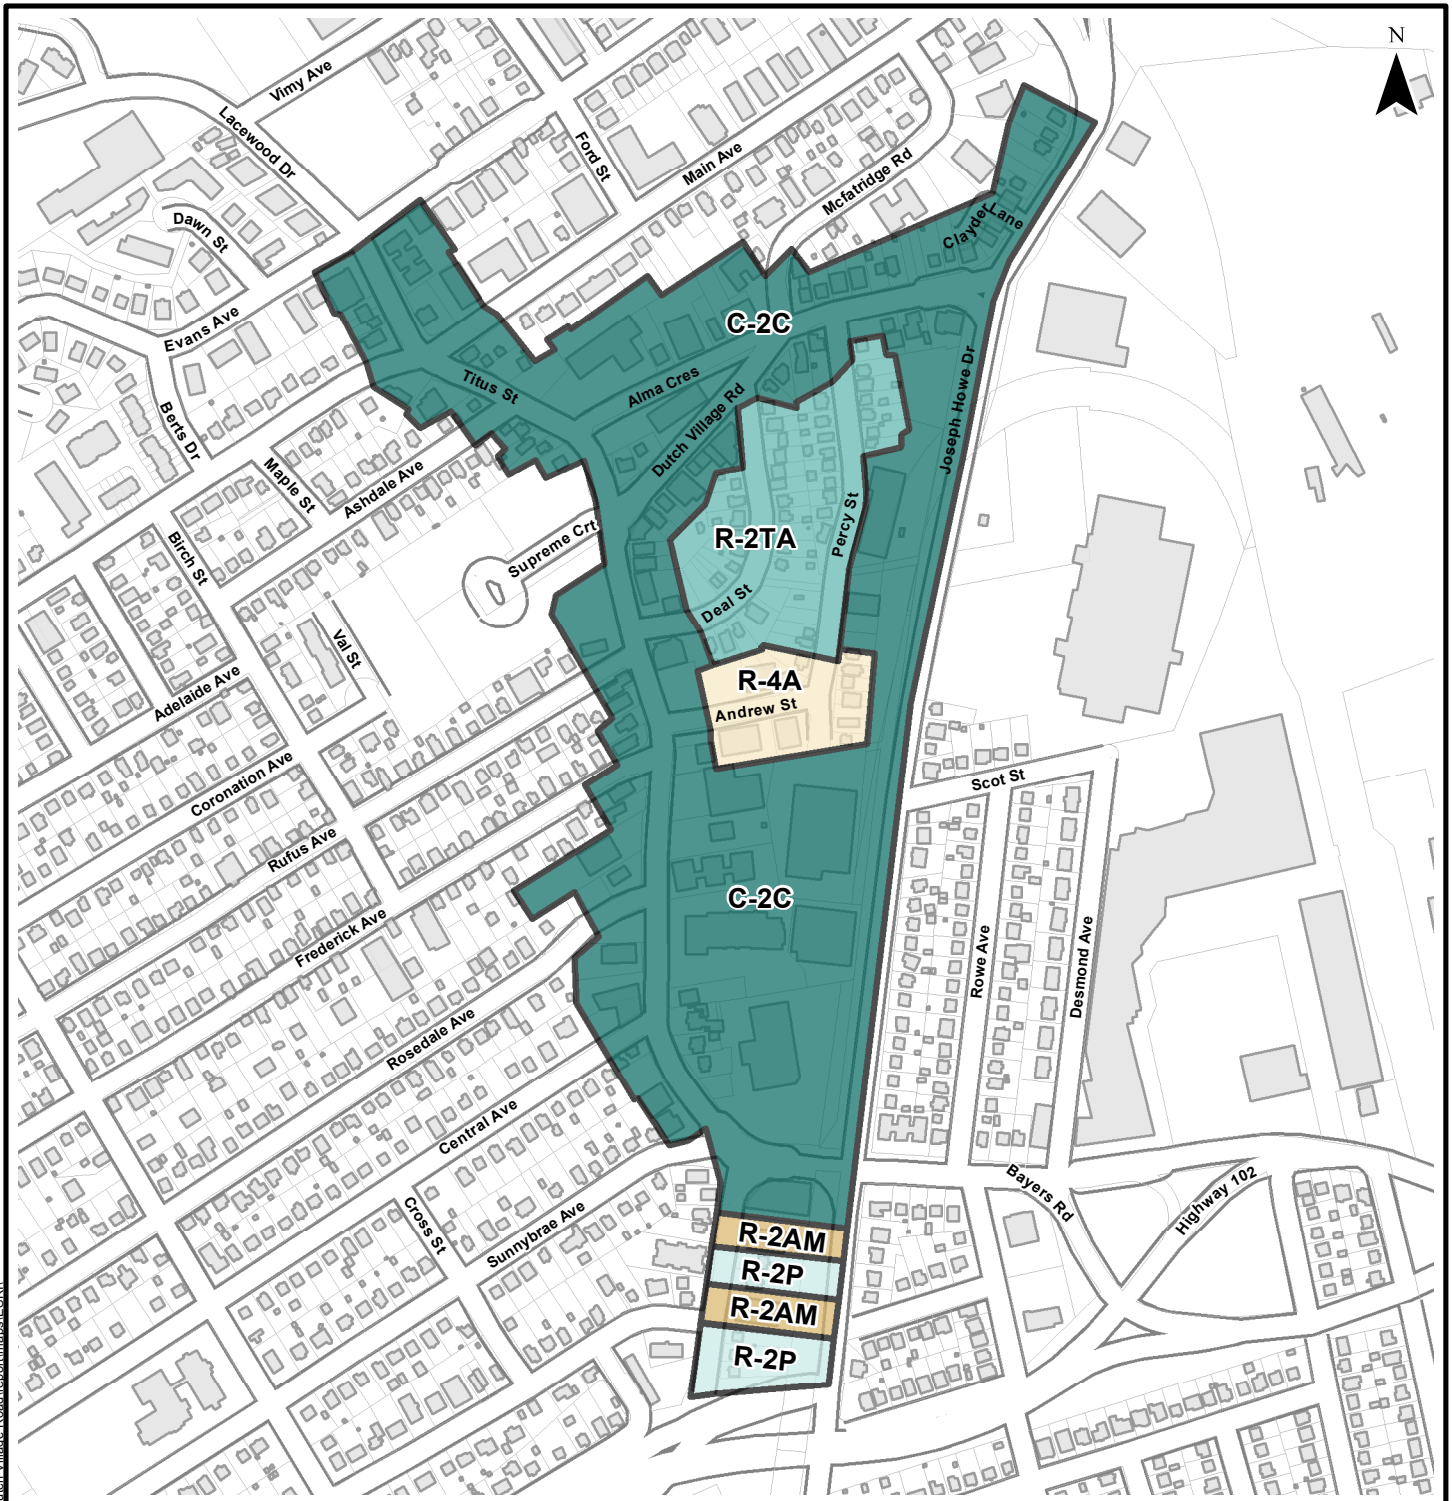 N
Vimy Ave
Lacewood Dr
Ford St
Main Ave
Mcfatridge Rd
Dawn St
Clayder Lane
Evans Ave
C-2C
Titus St
Alma Cres
Joseph Howe Dr
Berts Dr
Dutch Village Rd
Maple St
Ashdale Ave
Birch St
Supreme Crt
R-2TA
Percy St
Deal St
Val St
Adelaide Ave
R-4A
Andrew St
Coronation Ave
Scot St
Rufus Ave
C-2C
Frederick Ave
Rowe Ave
Desmond Ave
Rosedale Ave
Central Ave
Cross St
Sunnybrae Ave
Bayers Rd
Highway 102
R-2AM
R-2P
R-2AM
R-2P